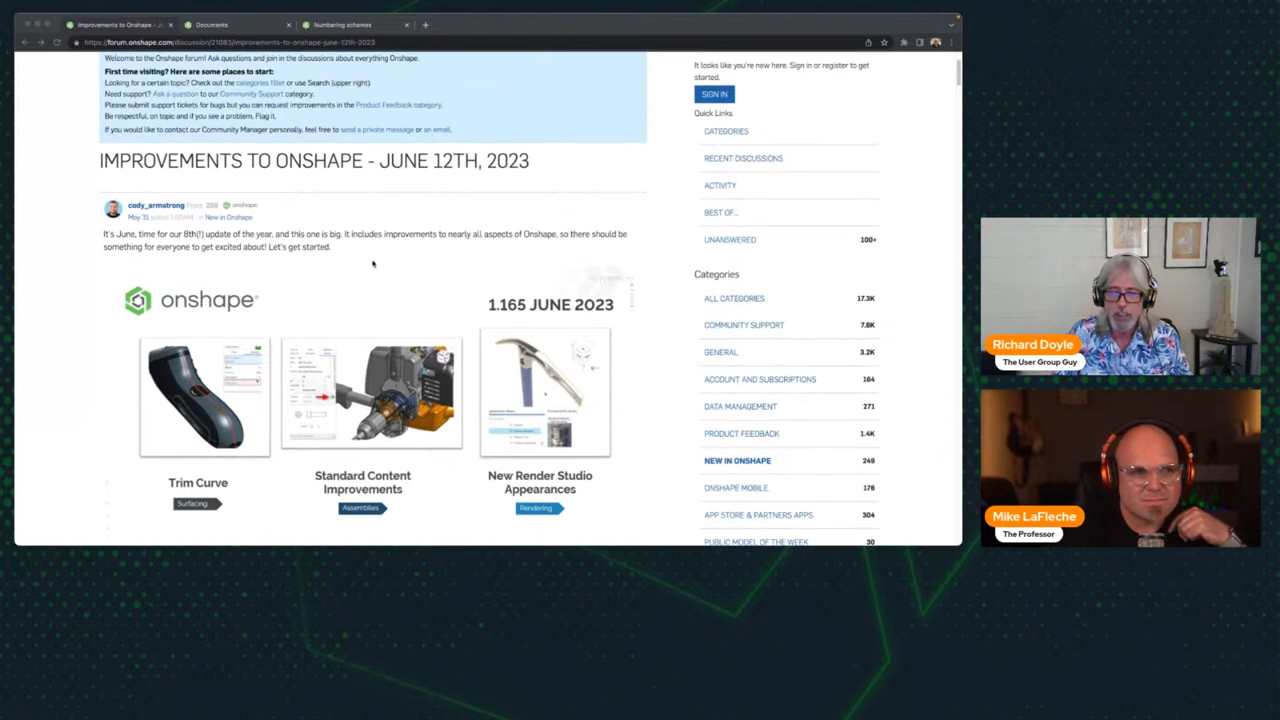 Improvements to Onshape - J
Documents
Numbering schemes
https://forum.onshape.com/discussion/21083/improvements-to-onshape-june-12th-2023
Welcome to the Onshape forum! Ask questions and join in the discussions about everything Onshape.
First time visiting? Here are some places to start:
Looking for a certain topic? Check out the categories filter or use Search (upper right).
Need support? Ask a question to our Community Support category.
Please submit support tickets for bugs but you can request improvements in the Product Feedback category.
Be respectful, on topic and if you see a problem, Flag it.
If you would like to contact our Community Manager personally, feel free to send a private message or an email.
IMPROVEMENTS TO ONSHAPE - JUNE 12TH, 2023
cody_armstrong Posts: 208 onshape
May 31 edited in New in Onshape
It's June, time for our 8th(!) update of the year, and this one is big. It includes improvements to nearly all aspects of Onshape, so there should be
something for everyone to get excited about! Let's get started.
onshape
1.165 JUNE 2023
Trim Curve
Surfacing
Standard Content
Improvements
Assemblies
New Render Studio
Appearances
Rendering
It looks like you're new here. Sign in or register to get
started.
SIGN IN
Quick Links
CATEGORIES
RECENT DISCUSSIONS
ACTIVITY
BEST OF...
UNANSWERED 100+
Categories
ALL CATEGORIES 17.3K
COMMUNITY SUPPORT 7.8K
GENERAL 3.2K
ACCOUNT AND SUBSCRIPTIONS 164
DATA MANAGEMENT 271
PRODUCT FEEDBACK 1.4K
NEW IN ONSHAPE 249
ONSHAPE MOBILE 176
APP STORE & PARTNERS APPS 304
PUBLIC MODEL OF THE WEEK 30
Richard Doyle
The User Group Guy
Mike LaFleche
The Professor